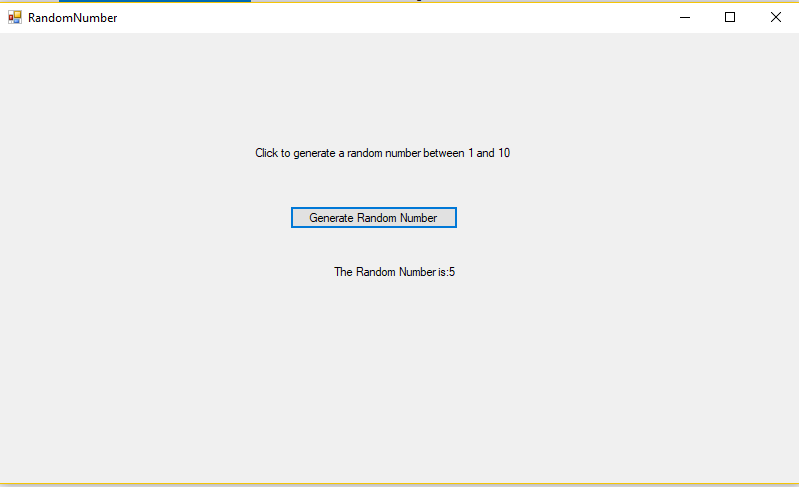 RandomNumber
Click to generate a random number between 1 and 10
Generate Random Number
The Random Number is:5